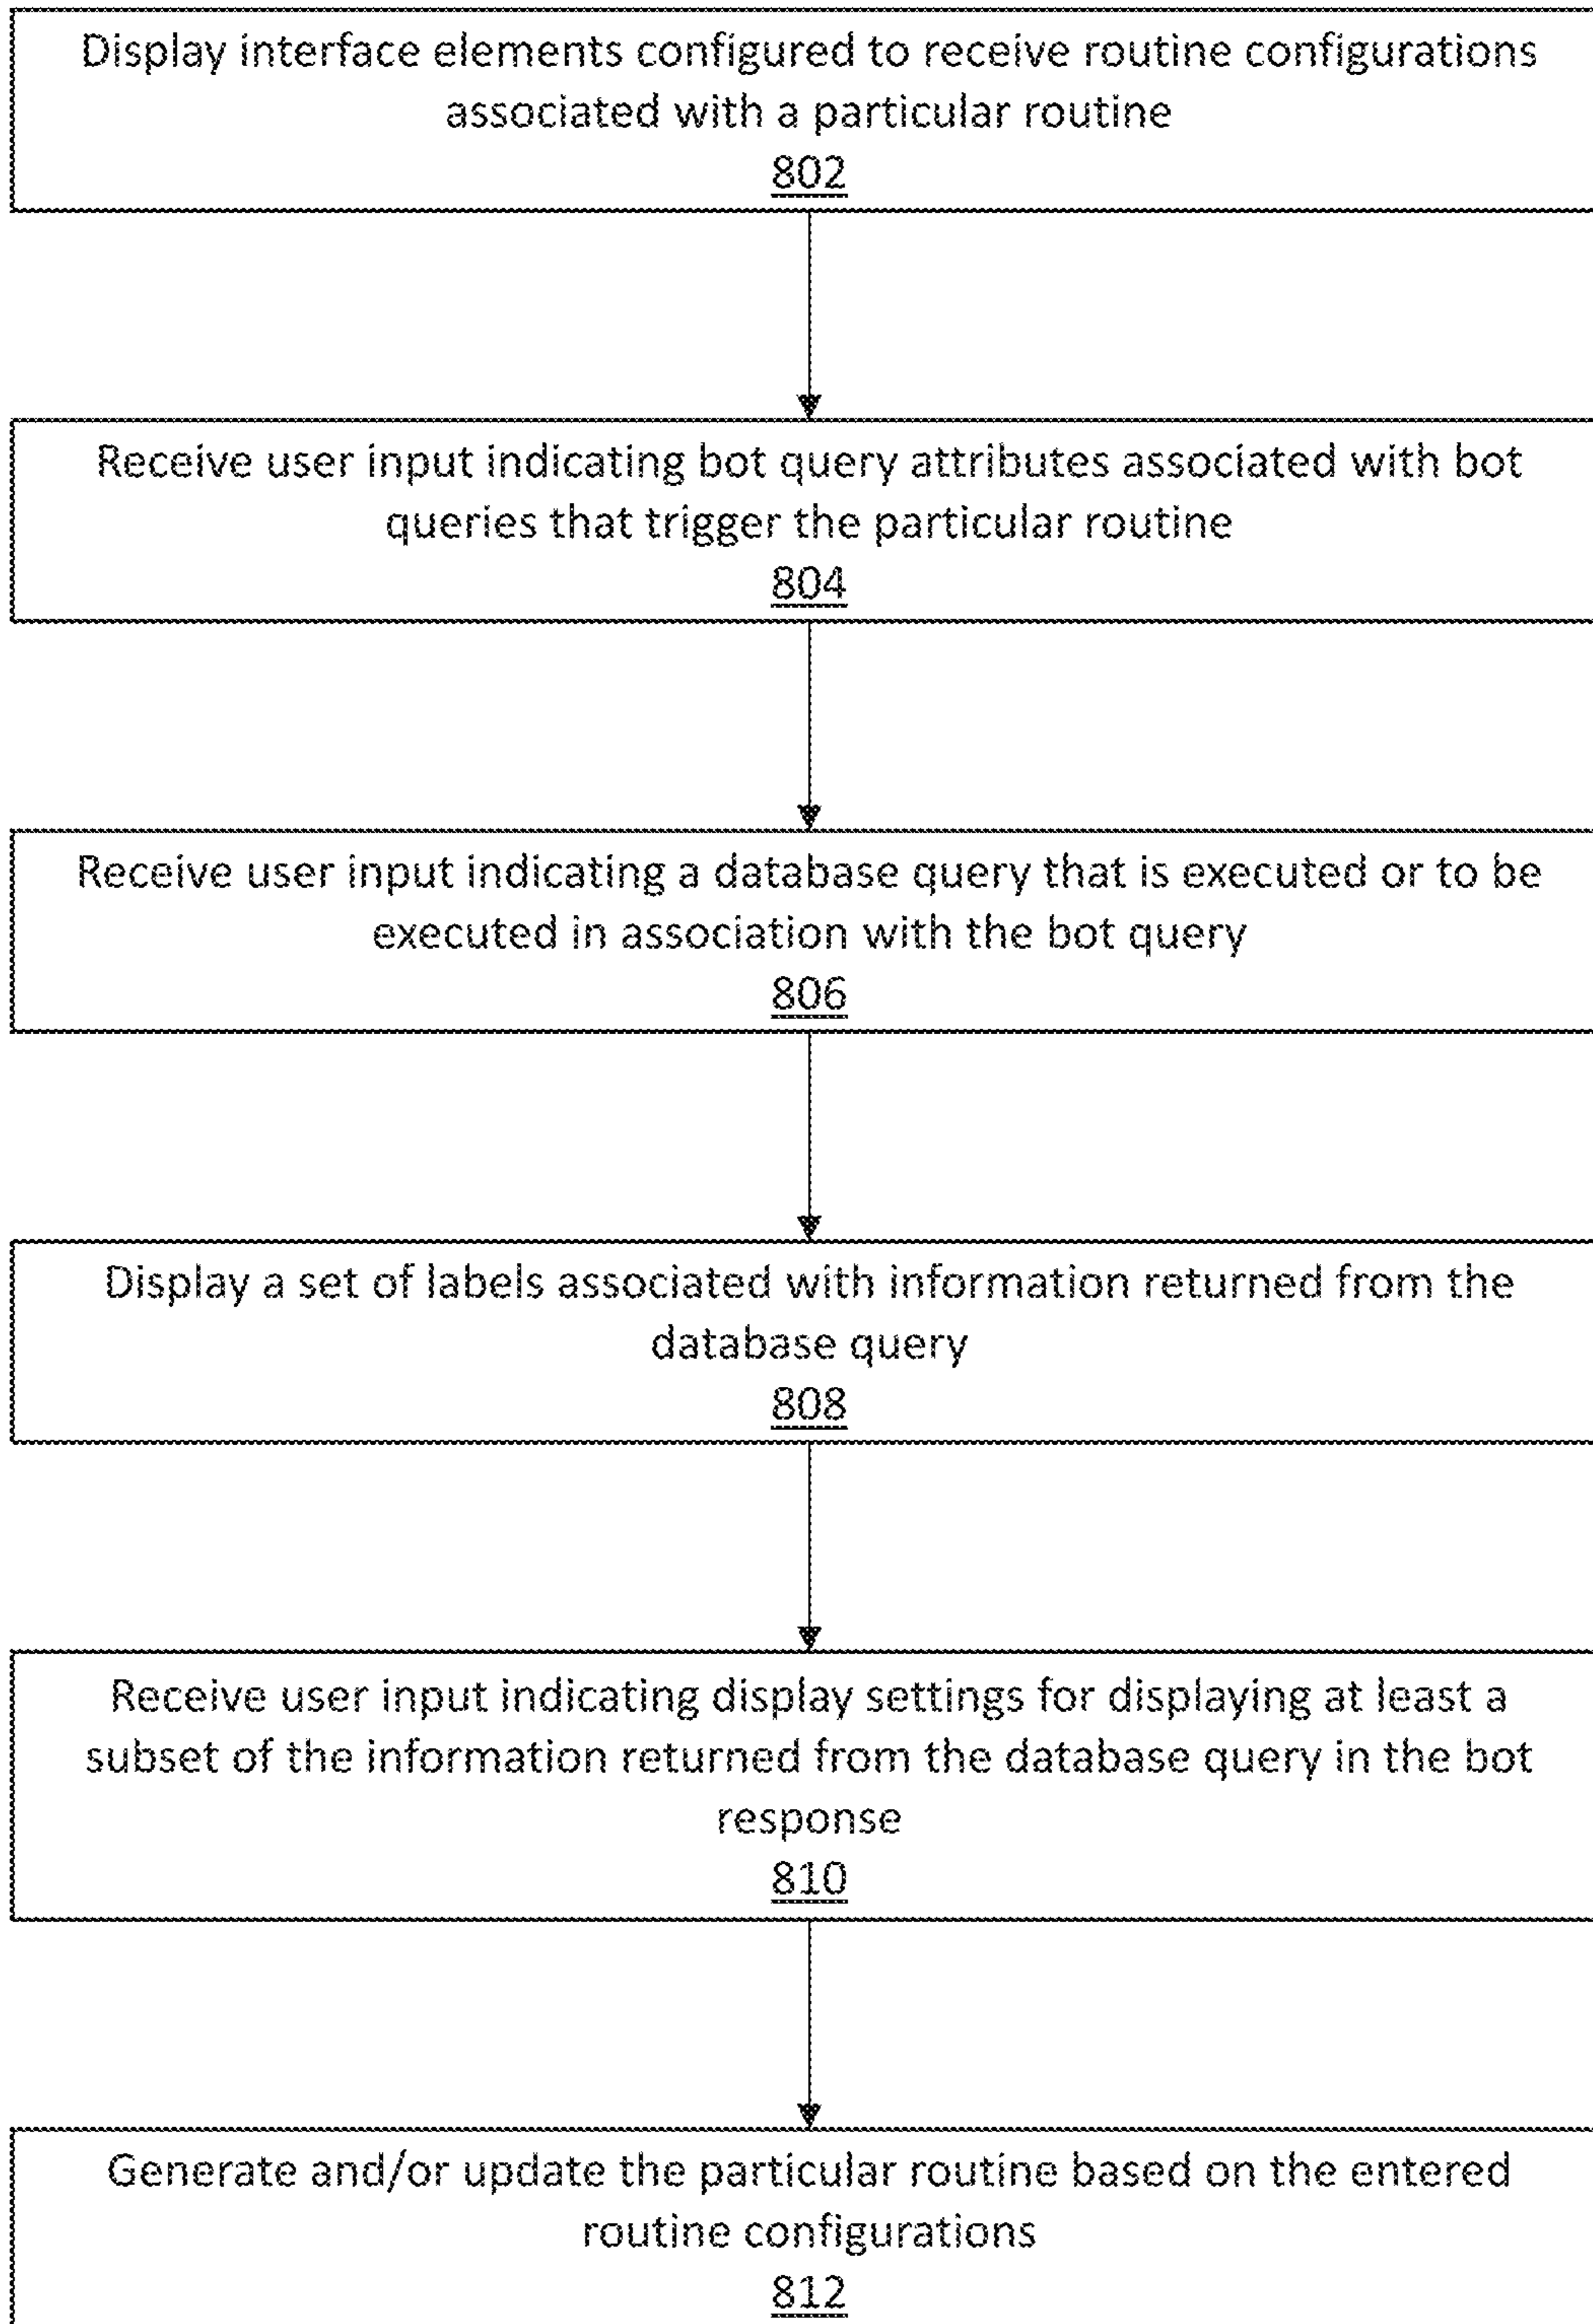 Display interface elements configured to receive routine configurations
associated with a particular routine
802
Receive user input indicating bot query attributes associated with bot
queries that trigger the particular routine
804
Receive user input indicating a database query that is executed or to be
executed in association with the bot query
806
Display a set of labels associated with information returned from the
database query
808
Receive user input indicating display settings for displaying at least a
subset of the information returned from the database query in the bot
response
810
Generate and/or update the particular routine based on the entered
routine configurations
812